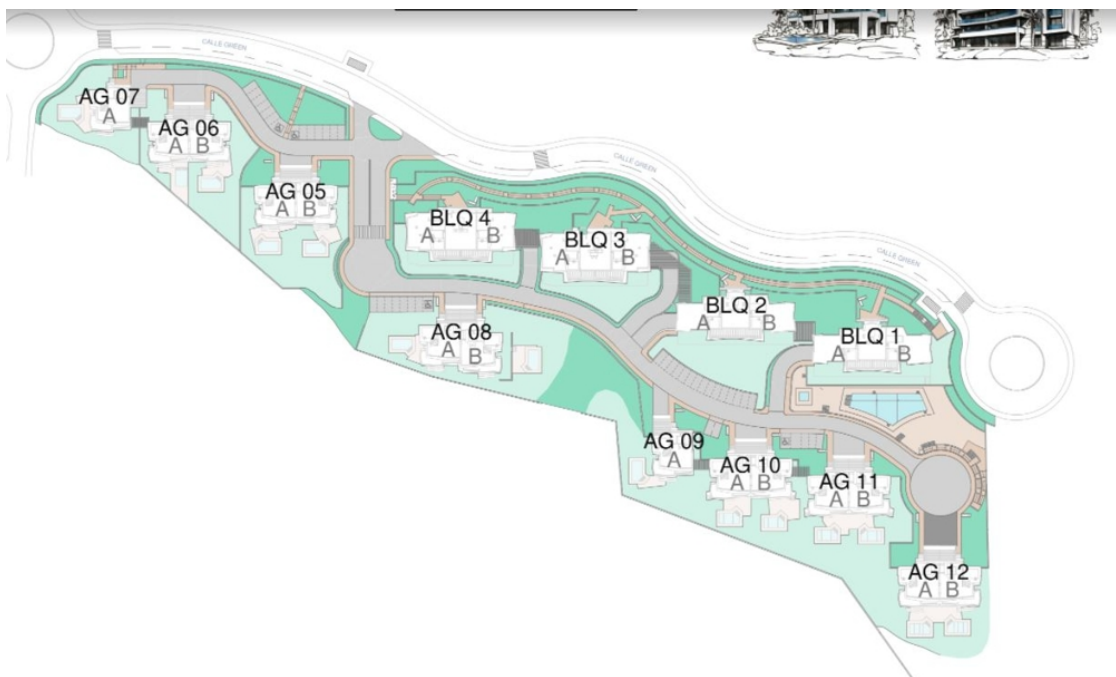 CALLE GREEN
AG 07
A
AG 06
A B
AG 05
A B
CALLE GREEN
BLQ 4
A B
BLQ 3
A B
CALLE GREEN
BLQ 2
A B
BLQ 1
A B
AG 08
A B
AG 09
A
AG 10
A B
AG 11
A B
AG 12
A B